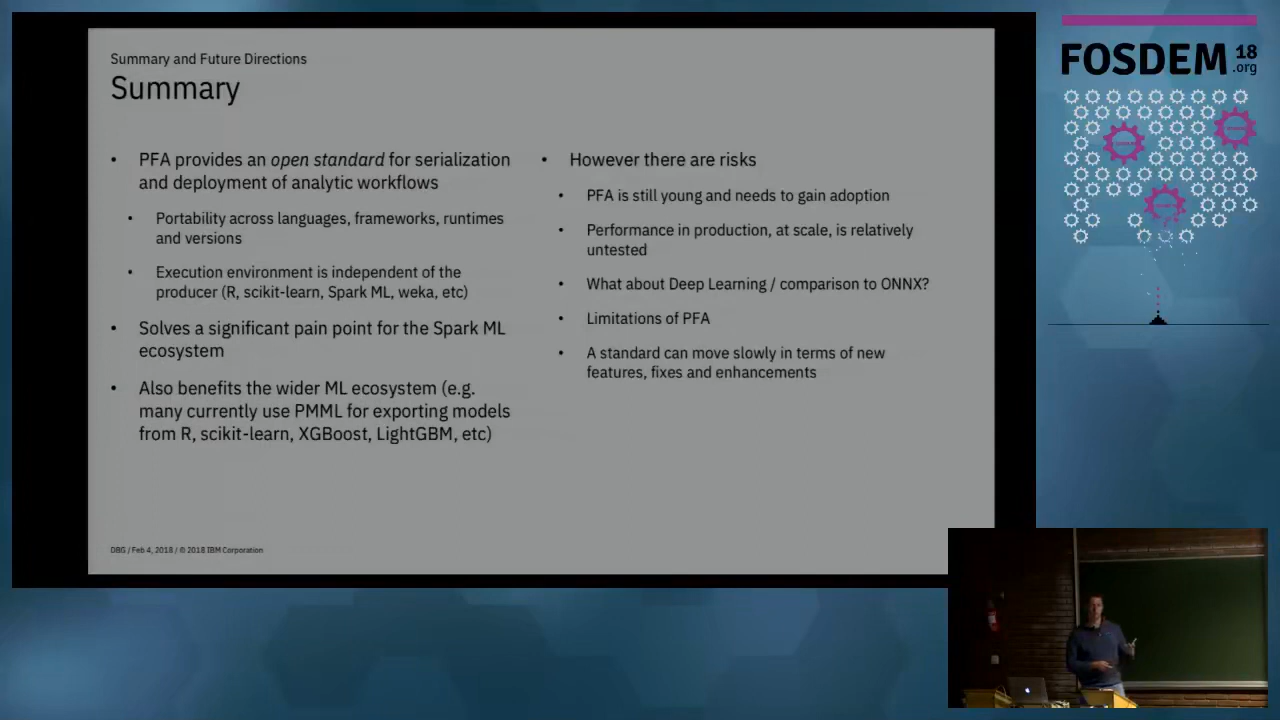 Summary and Future Directions
Summary
• PFA provides an open standard for serialization
and deployment of analytic workflows
• Portability across languages, frameworks, runtimes
and versions
• Execution environment is independent of the
producer (R, scikit-learn, Spark ML, weka, etc)
• Solves a significant pain point for the Spark ML
ecosystem
• Also benefits the wider ML ecosystem (e.g.
many currently use PMML for exporting models
from R, scikit-learn, XGBoost, LightGBM, etc)
• However there are risks
• PFA is still young and needs to gain adoption
• Performance in production, at scale, is relatively
untested
• What about Deep Learning / comparison to ONNX?
• Limitations of PFA
• A standard can move slowly in terms of new
features, fixes and enhancements
DBG / Feb 4, 2018 / © 2018 IBM Corporation
FOSDEM 18
.org